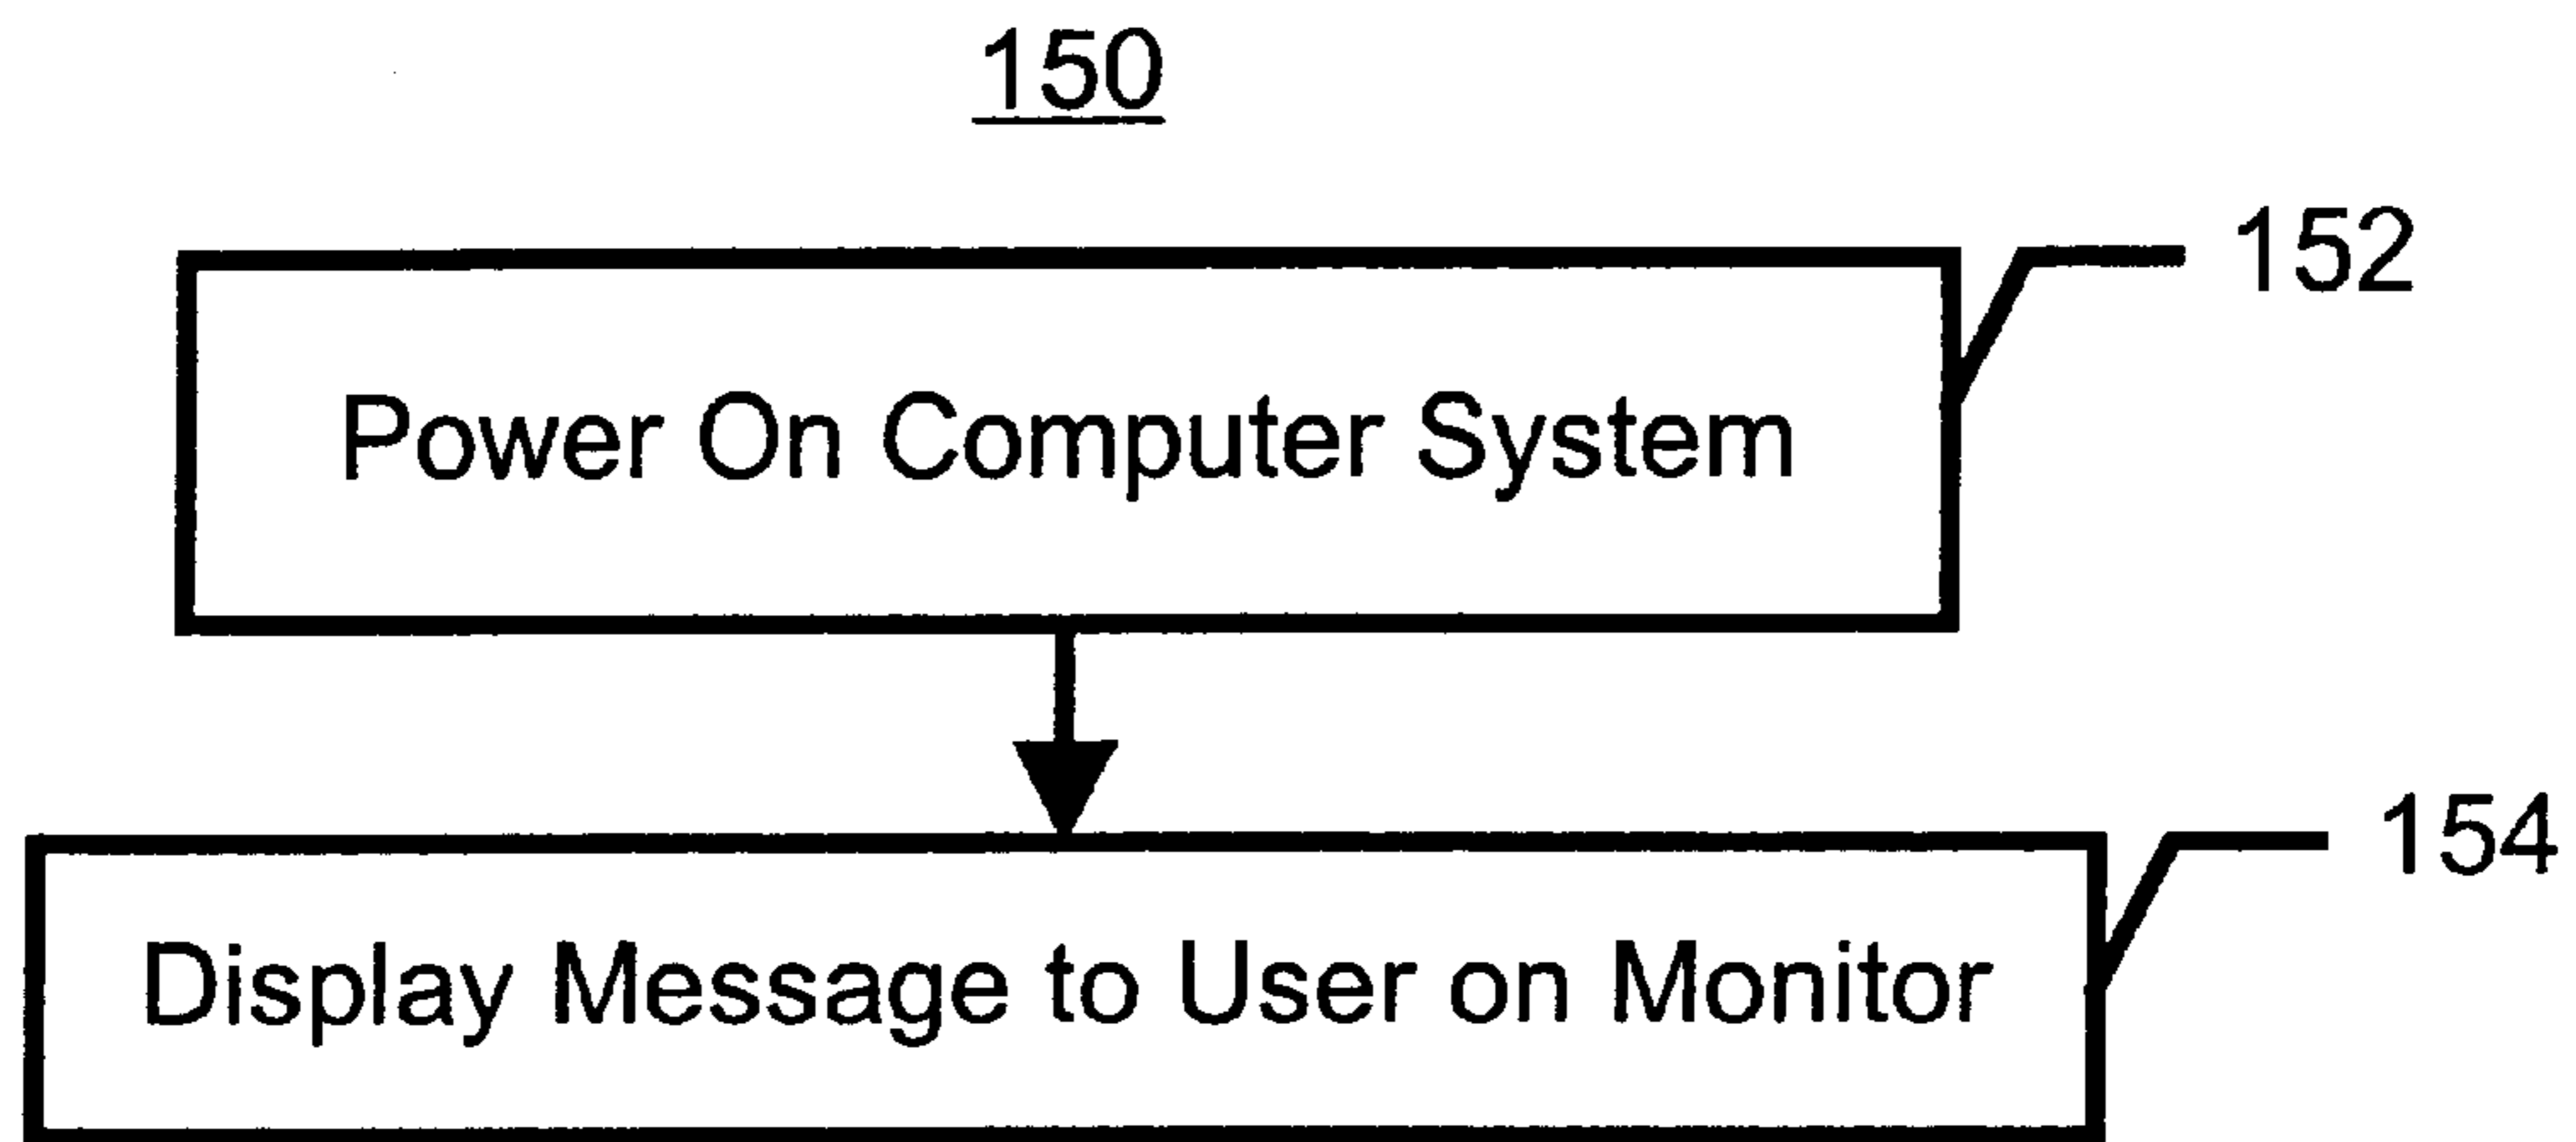 150
152
Power On Computer System
154
Display Message to User on Monitor